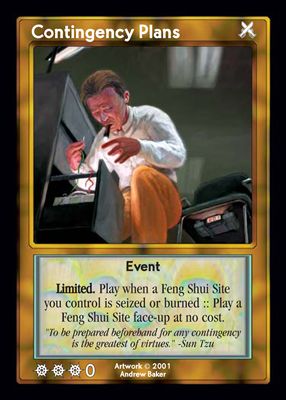 Contingency Plans
Event
Limited. Play when a Feng Shui Site
you control is seized or burned :: Play a
Feng Shui Site face-up at no cost.
"To be prepared beforehand for any contingency
is the greatest of virtues." -Sun Tzu
Artwork © 2001
Andrew Baker
0